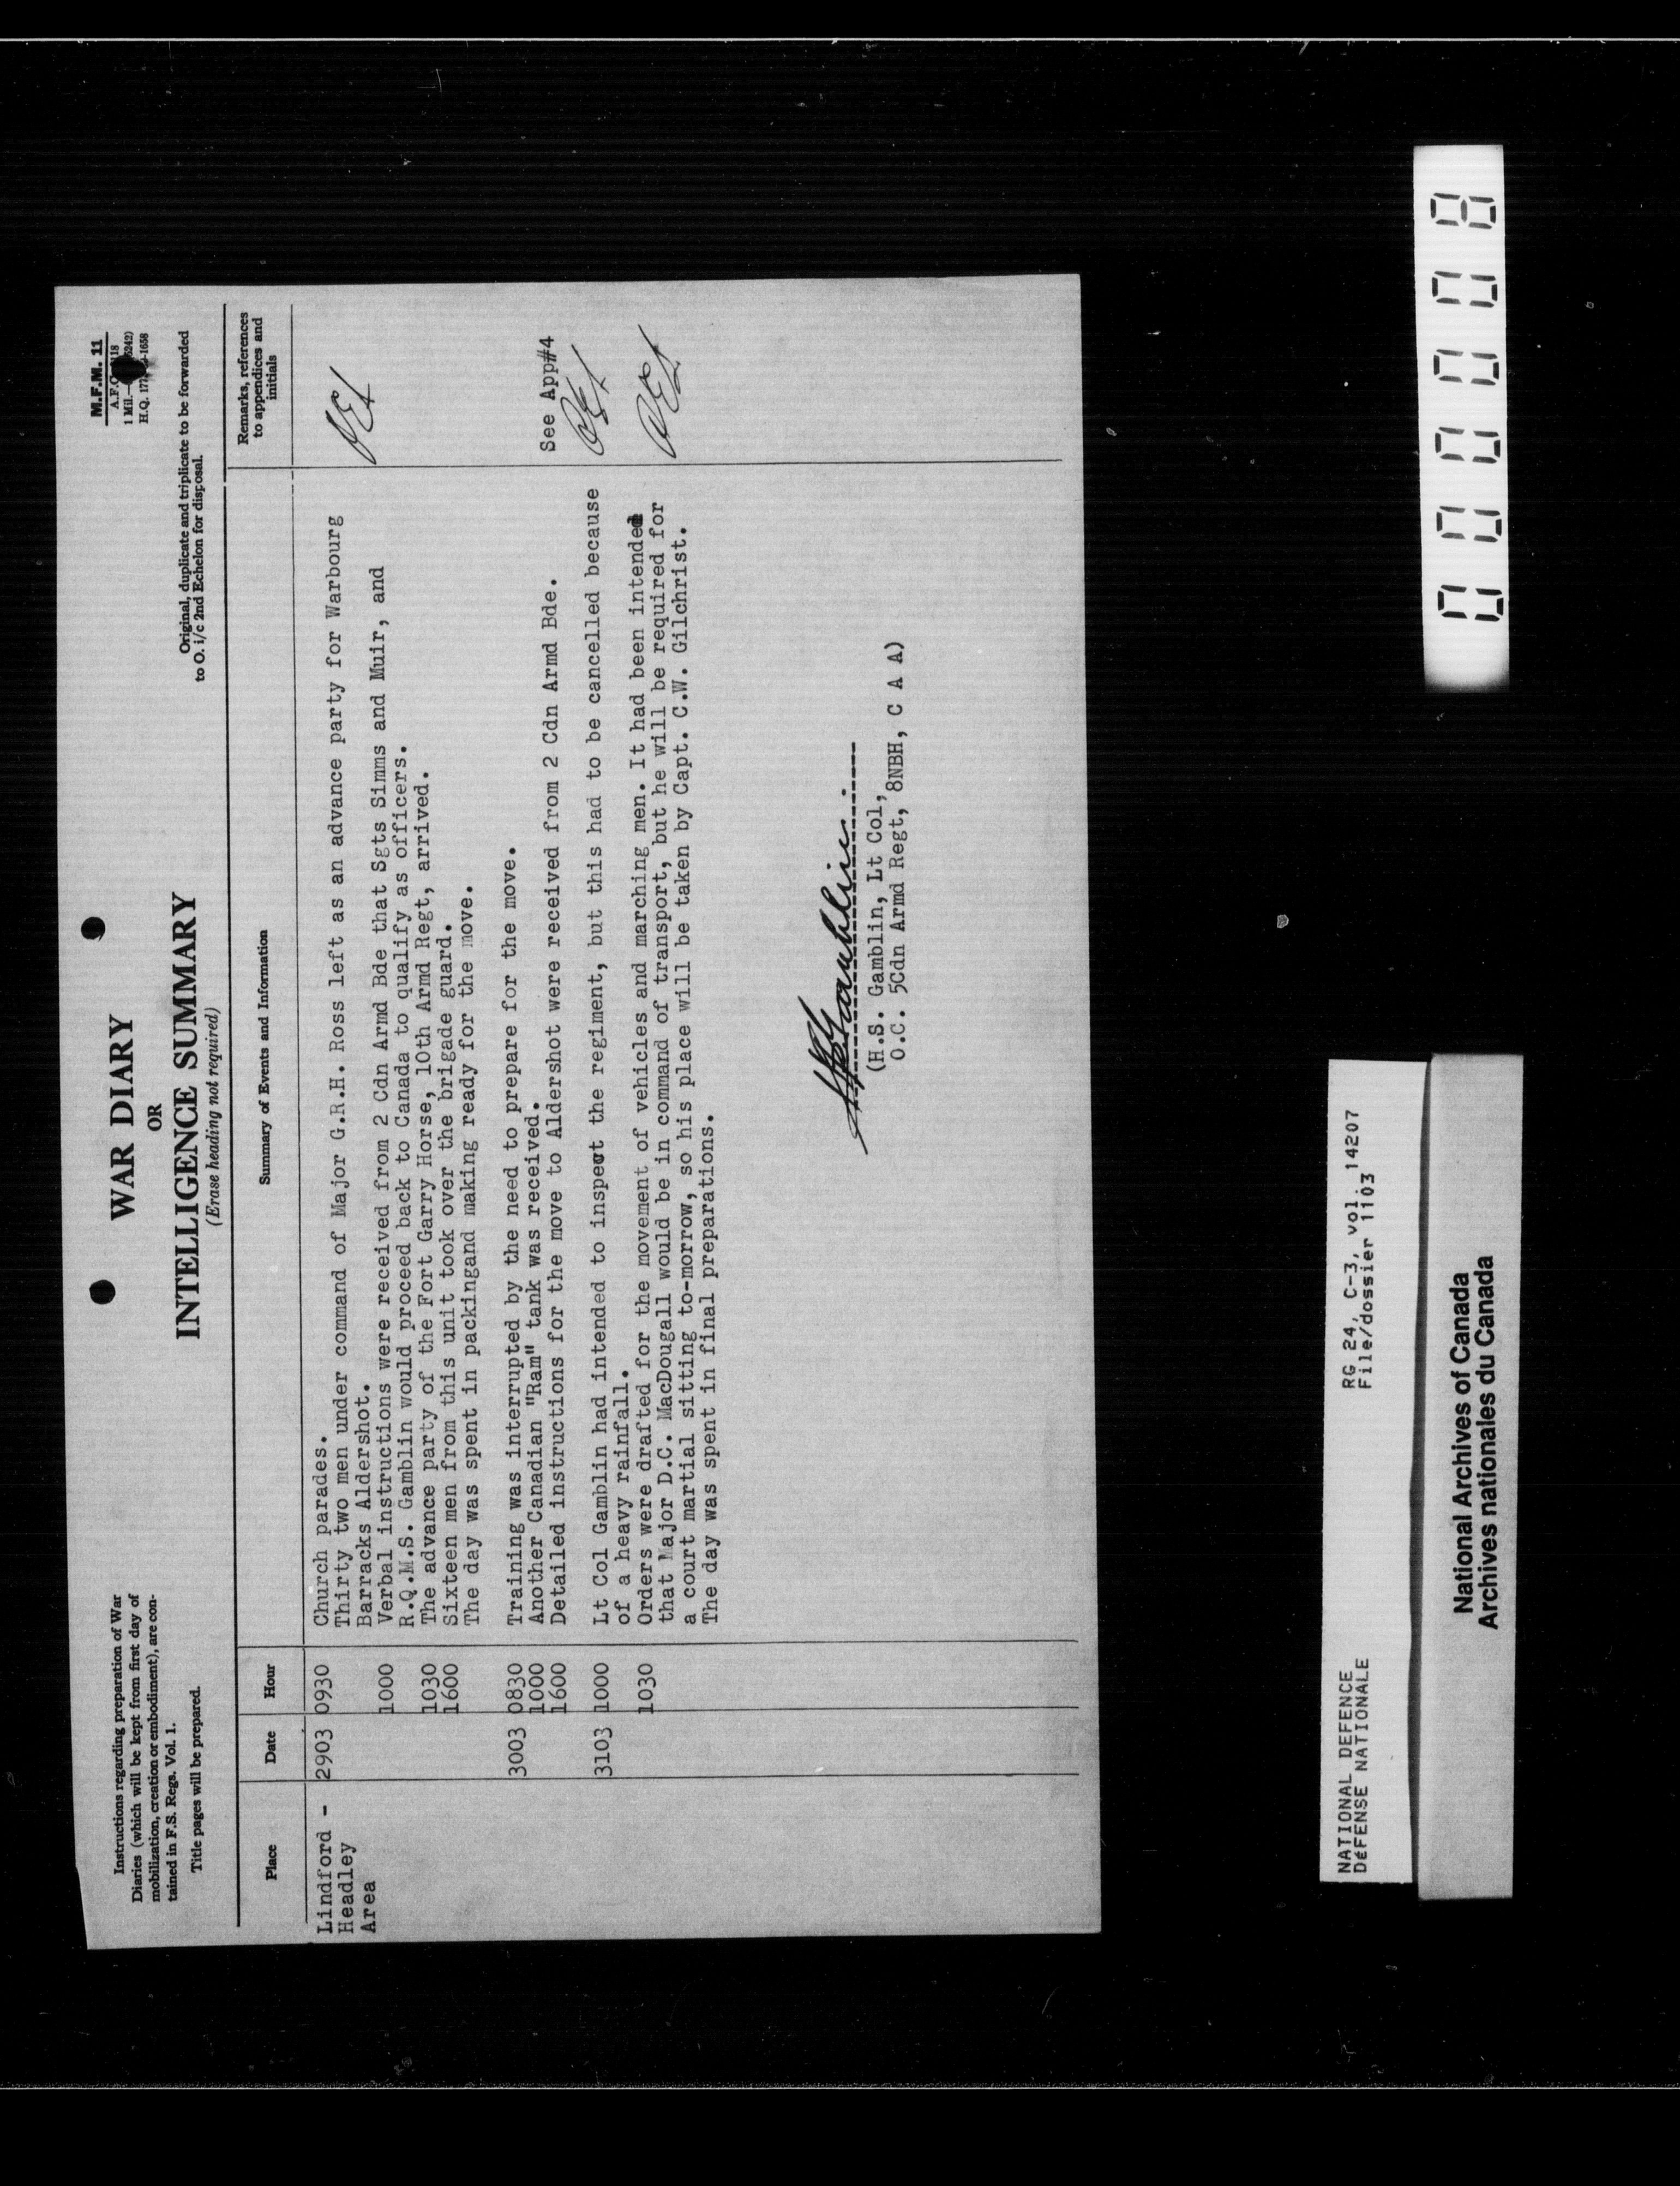 Instructions regarding preparation of War
Diaries (which will be kept from first day of
mobilization, creation or embodiment), are con-
tained in F.S. Regs. Vol. 1.
Title pages will be prepared.
WAR DIARY
OR
INTELLIGENCE SUMMARY
(Erase heading not required)
M.F.M. 11
1 Mil.
H.Q. 
Original, duplicate and triplicate to be forwarded
to O. i/c 2nd Echelon for disposal.
Place Date Hour Summary of Events and Information Remarks, references
to appendices and
initials
Lindford - 2903 0930 Church parades.
Headley Thirty two men under command of Major G.R.H. Ross left as an advance party for Warbourg
Area Barracks Aldershot.
1000 Verbal instructions were received from 2 Cdn Armd Bde that Sgts Simms and Muir, and
R.Q.M.S. Gamblin would proceed back to Canada to qualify as officers.
1030 The advance party of the Fort Garry Horse, 10th Armd Regt, arrived.
1600 Sixteen men from this unit took over the brigade guard.
The day was spent in packingand making ready for the move.
3003 0830 Training was interrupted by the need to prepare for the move.
1000 Another Canadian "Ram" tank was received.
1600 Detailed instructions for the move to Aldershot were received from 2 Cdn Armd Bde. See App#4
3103 1000 Lt Col Gamblin had intended to inspect the regiment, but this had to be cancelled because
of a heavy rainfall.
1030 Orders were drafted for the movement of vehicles and marching men. It had been intended
that Major D.C. MacDougall would be in command of transport, but he will be required for
a court martial sitting to-morrow, so his place will be taken by Capt. C.W. Gilchrist.
The day was spent in final preparations.
HSGamblin
(H.S. Gamblin, Lt Col,
O.C. 5Cdn Armd Regt, 8NBH, C A A)
NATIONAL DEFENCE RG 24, C-3, vol. 14207
DÉFENSE NATIONALE File/dossier 1103
National Archives of Canada
Archives nationales du Canada
00008